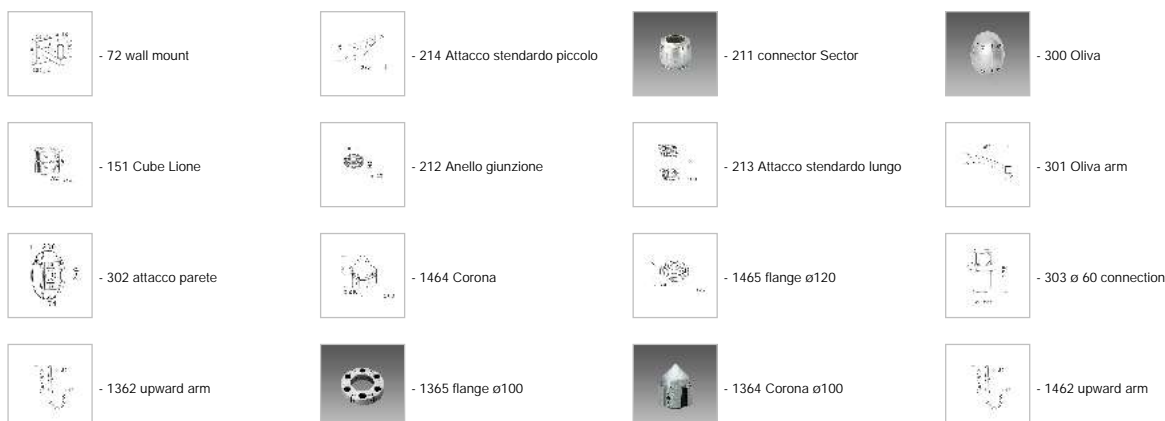 - 72 wall mount
- 214 Attacco stendardo piccolo
- 211 connector Sector
- 300 Oliva
- 151 Cube Lione
- 212 Anello giunzione
- 213 Attacco stendardo lungo
- 301 Oliva arm
- 302 attacco parete
- 1464 Corona
- 1465 flange ø120
- 303 ø 60 connection
- 1362 upward arm
- 1365 flange ø100
- 1364 Corona ø100
- 1462 upward arm